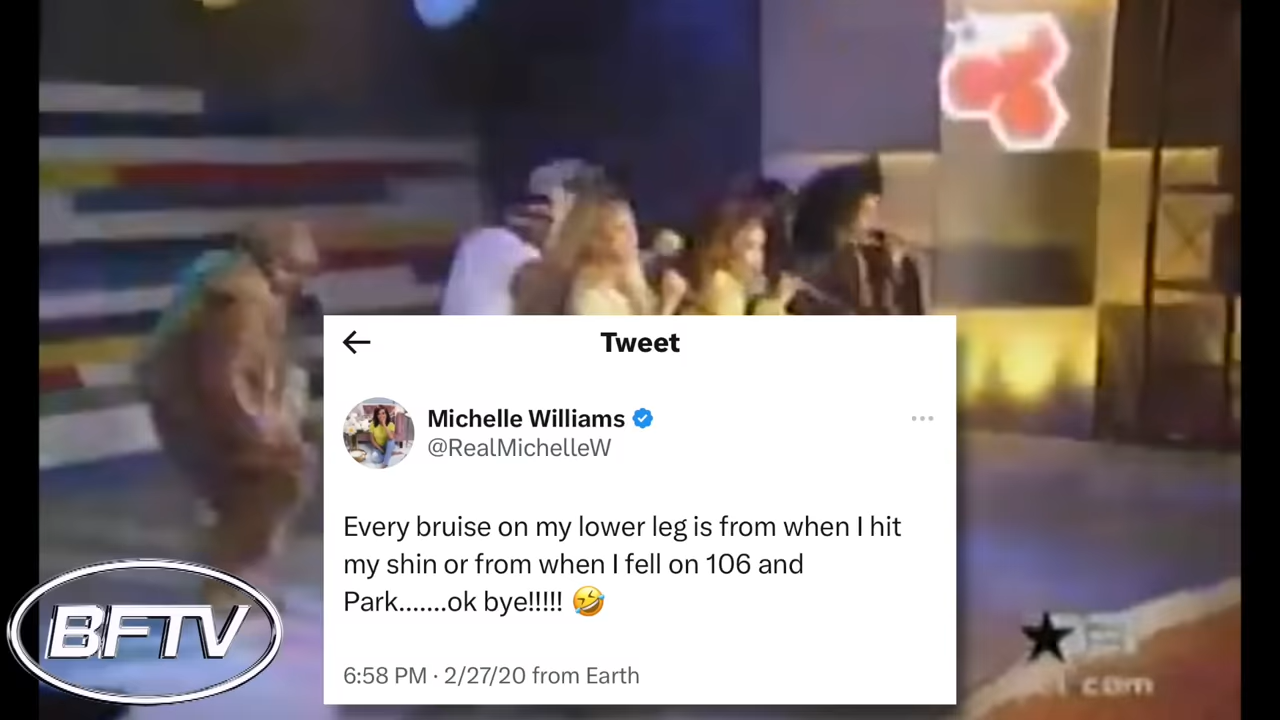 Tweet
Michelle Williams
@RealMichelleW
Every bruise on my lower leg is from when I hit
my shin or from when I fell on 106 and
Park.......ok bye!!!!! 🤣
6:58 PM · 2/27/20 from Earth
BFTV
com